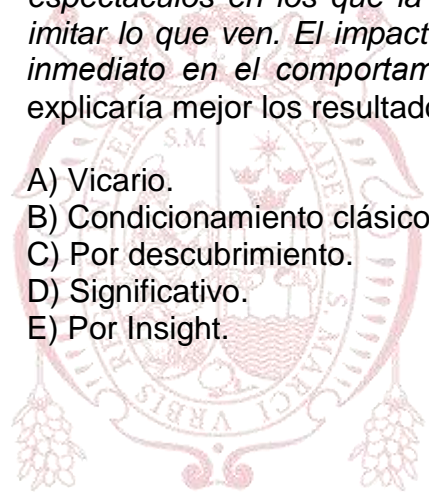 espectáculos en los que la
imitar lo que ven. El impact
inmediato en el comportam
explicaría mejor los resultado
S.M
A) Vicario.
B) Condicionamiento clásico
C) Por descubrimiento.
D) Significativo.
E) Por Insight.